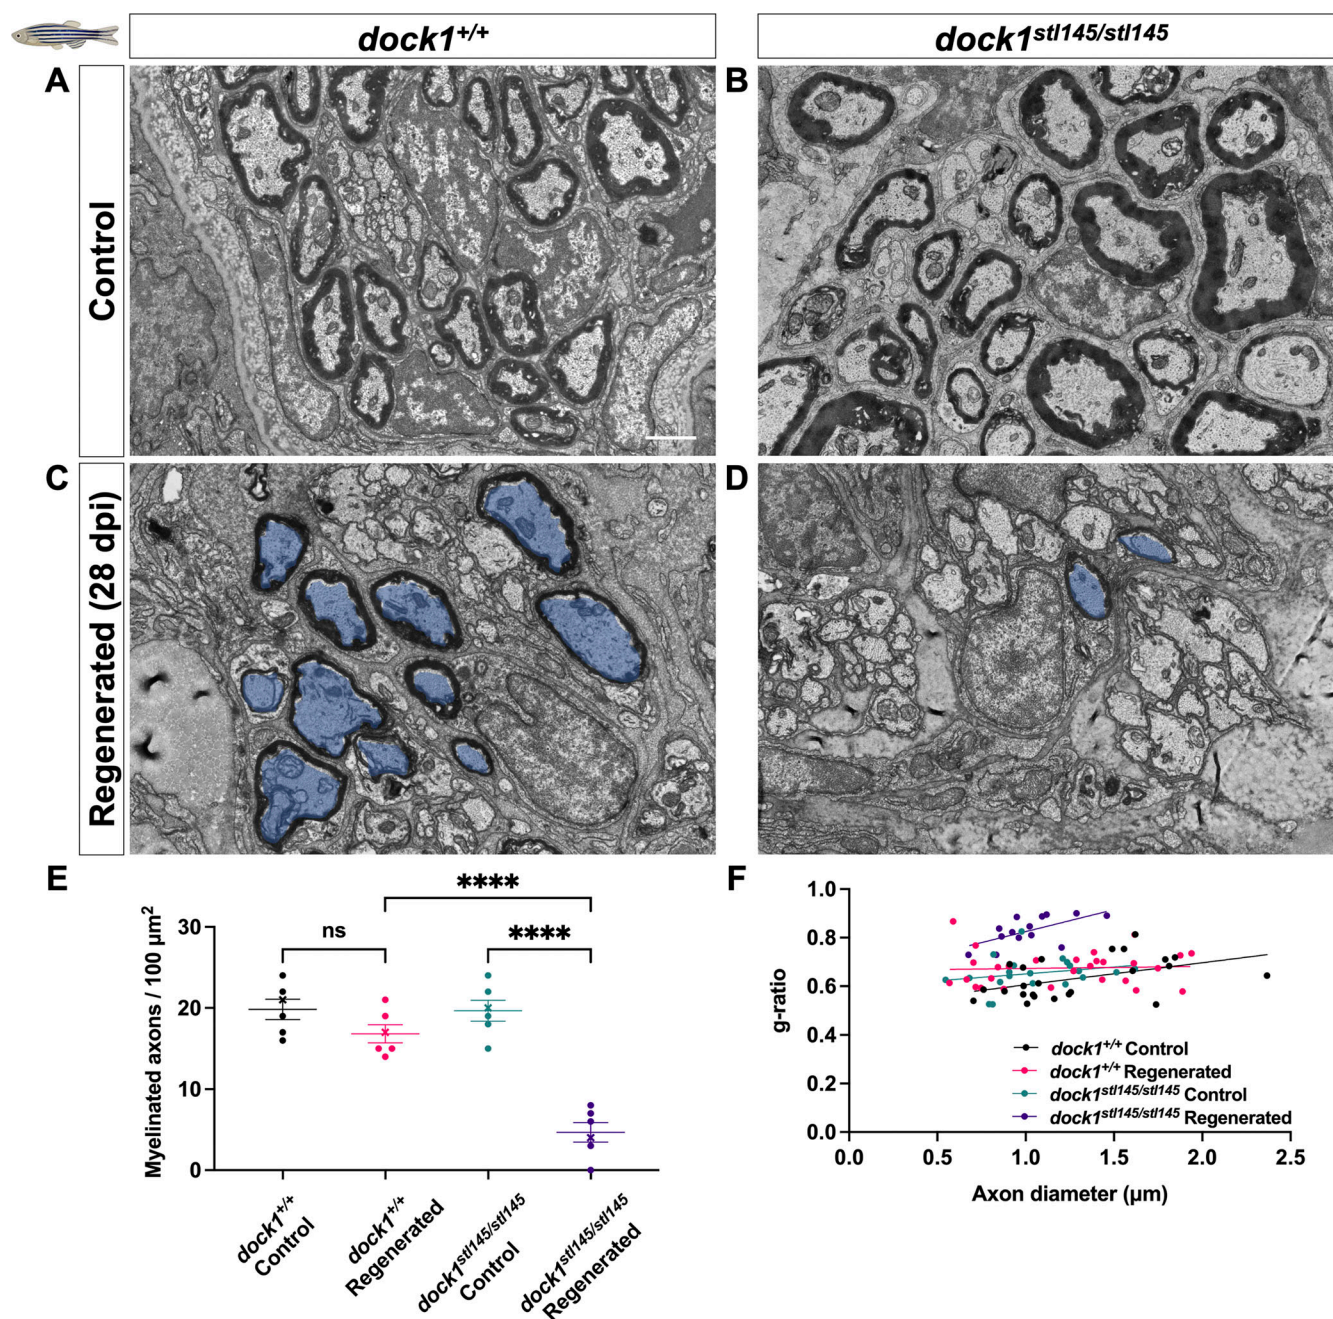 dock1+/+
dock1stl145/stl145
A
B
Control
C
D
Regenerated (28 dpi)
E
F
****
ns
****
Myelinated axons / 100 µm2
30
20
10
0
dock1+/+
Control
dock1+/+
Regenerated
dock1stl145/stl145
Control
dock1stl145/stl145
Regenerated
g-ratio
1.0
0.8
0.6
0.4
0.2
0.0
dock1+/+ Control
dock1+/+ Regenerated
dock1stl145/stl145 Control
dock1stl145/stl145 Regenerated
0.0 0.5 1.0 1.5 2.0 2.5
Axon diameter (µm)